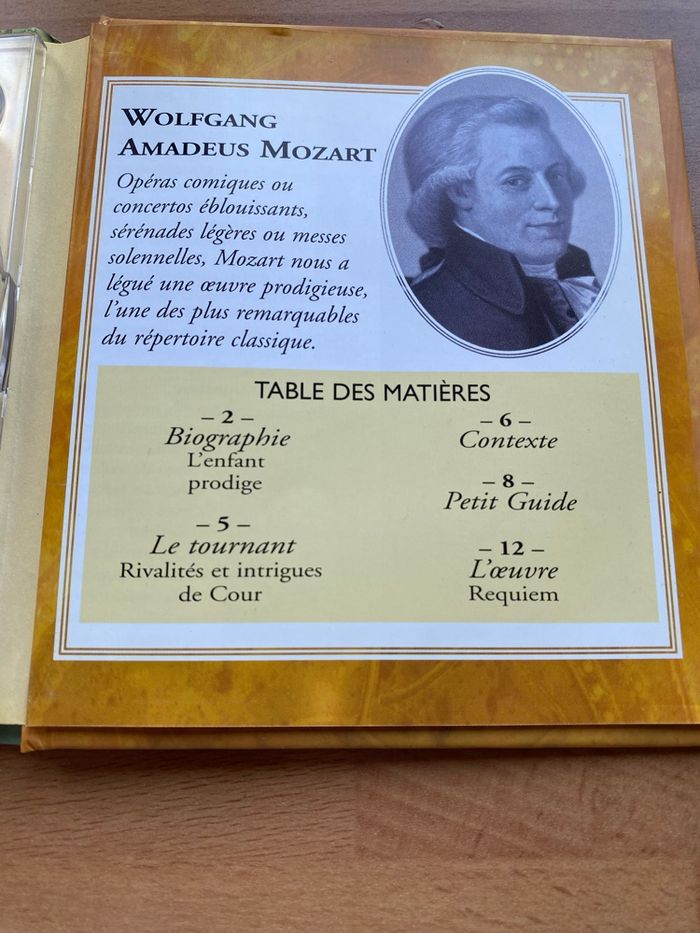 WOLFGANG
AMADEUS MOZART
Opéras comiques ou
concertos éblouissants,
sérénades légères ou messes
solennelles, Mozart nous a
légué une œuvre prodigieuse,
l'une des plus remarquables
du répertoire classique.
TABLE DES MATIÈRES
– 2 –
Biographie
L'enfant
prodige
– 5 –
Le tournant
Rivalités et intrigues
de Cour
– 6 –
Contexte
– 8 –
Petit Guide
– 12 –
L'œuvre
Requiem